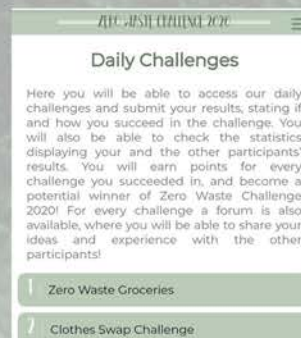 ZERO WASTE CHALLENGE 2020
Daily Challenges
Here you will be able to access our daily
challenges and submit your results, stating if
and how you succeed in the challenge. You
will also be able to check the statistics
displaying your and the other participants'
results. You will earn points for every
challenge you succeeded in, and become a
potential winner of Zero Waste Challenge
2020! For every challenge a forum is also
available, where you will be able to share your
ideas and experience with the other
participants!
1 Zero Waste Groceries
2 Clothes Swap Challenge